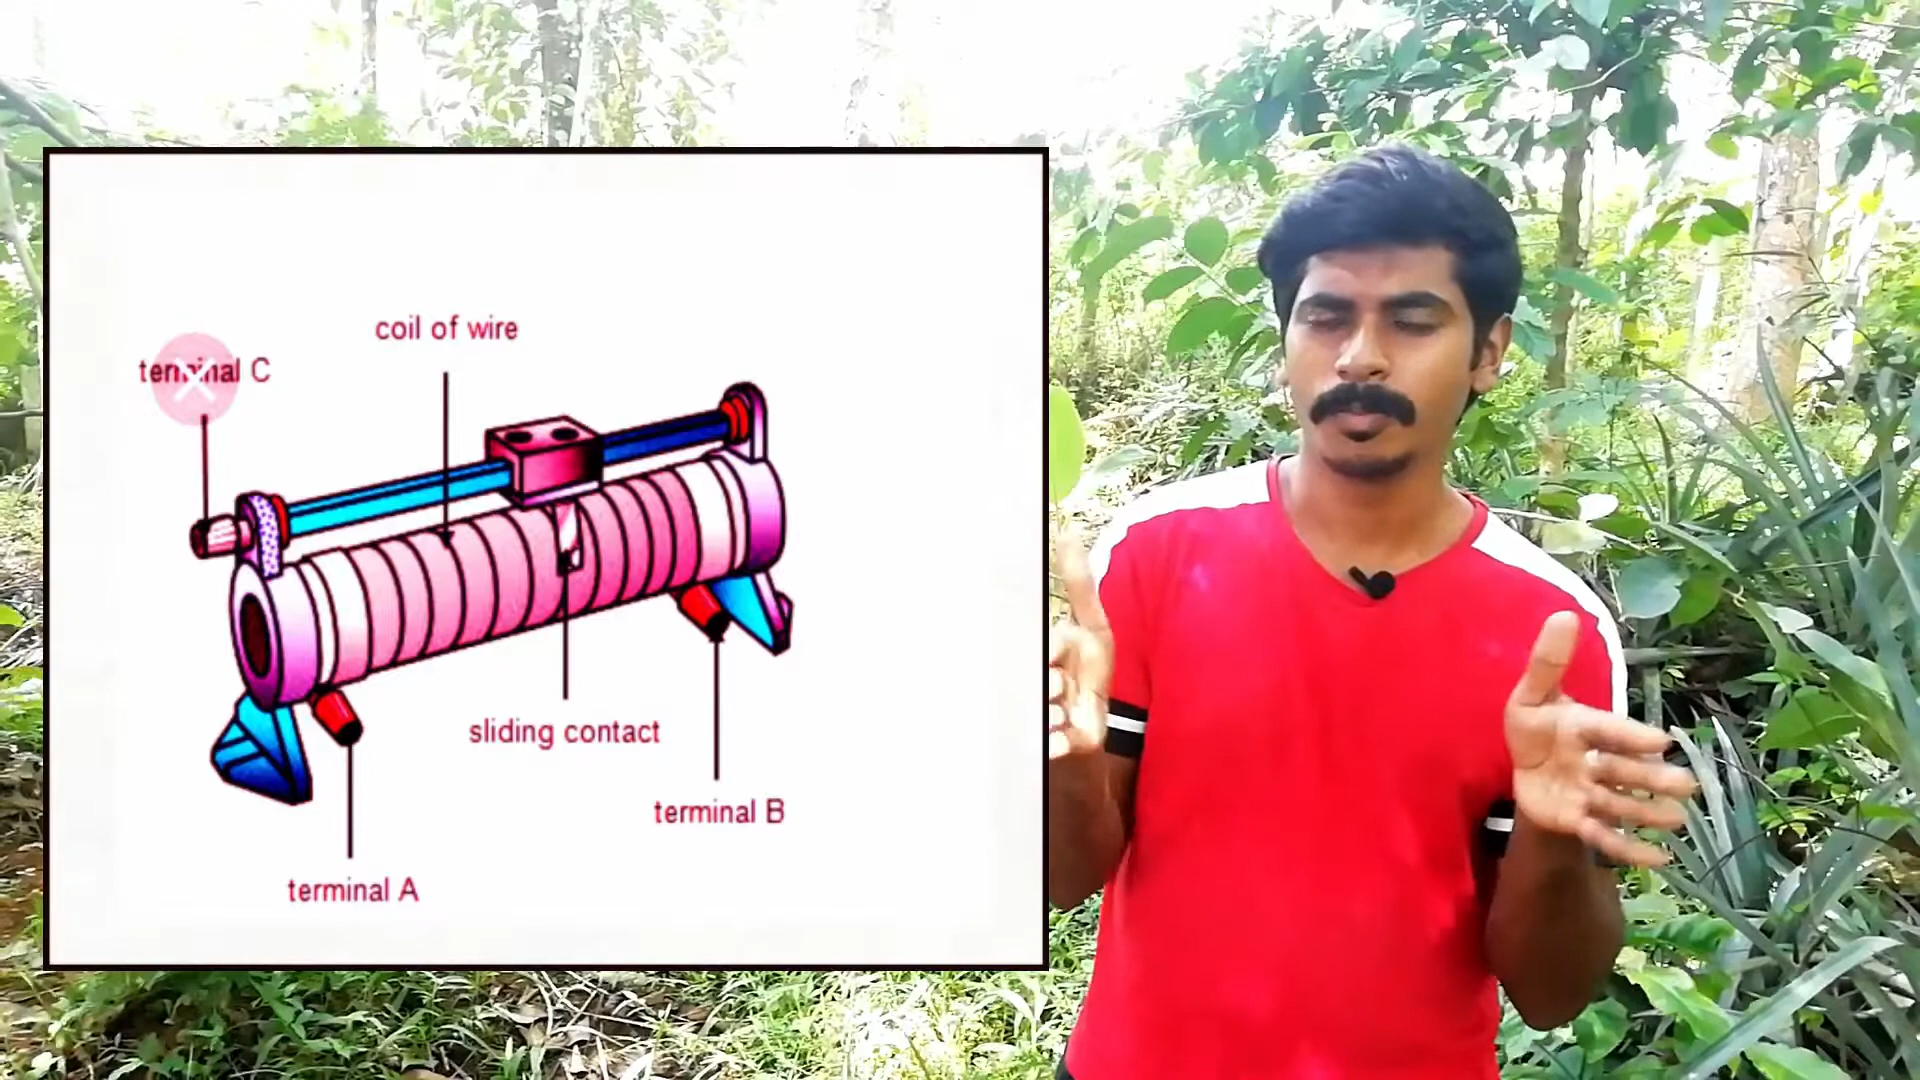 coil of wire
terminal C
sliding contact
terminal B
terminal A